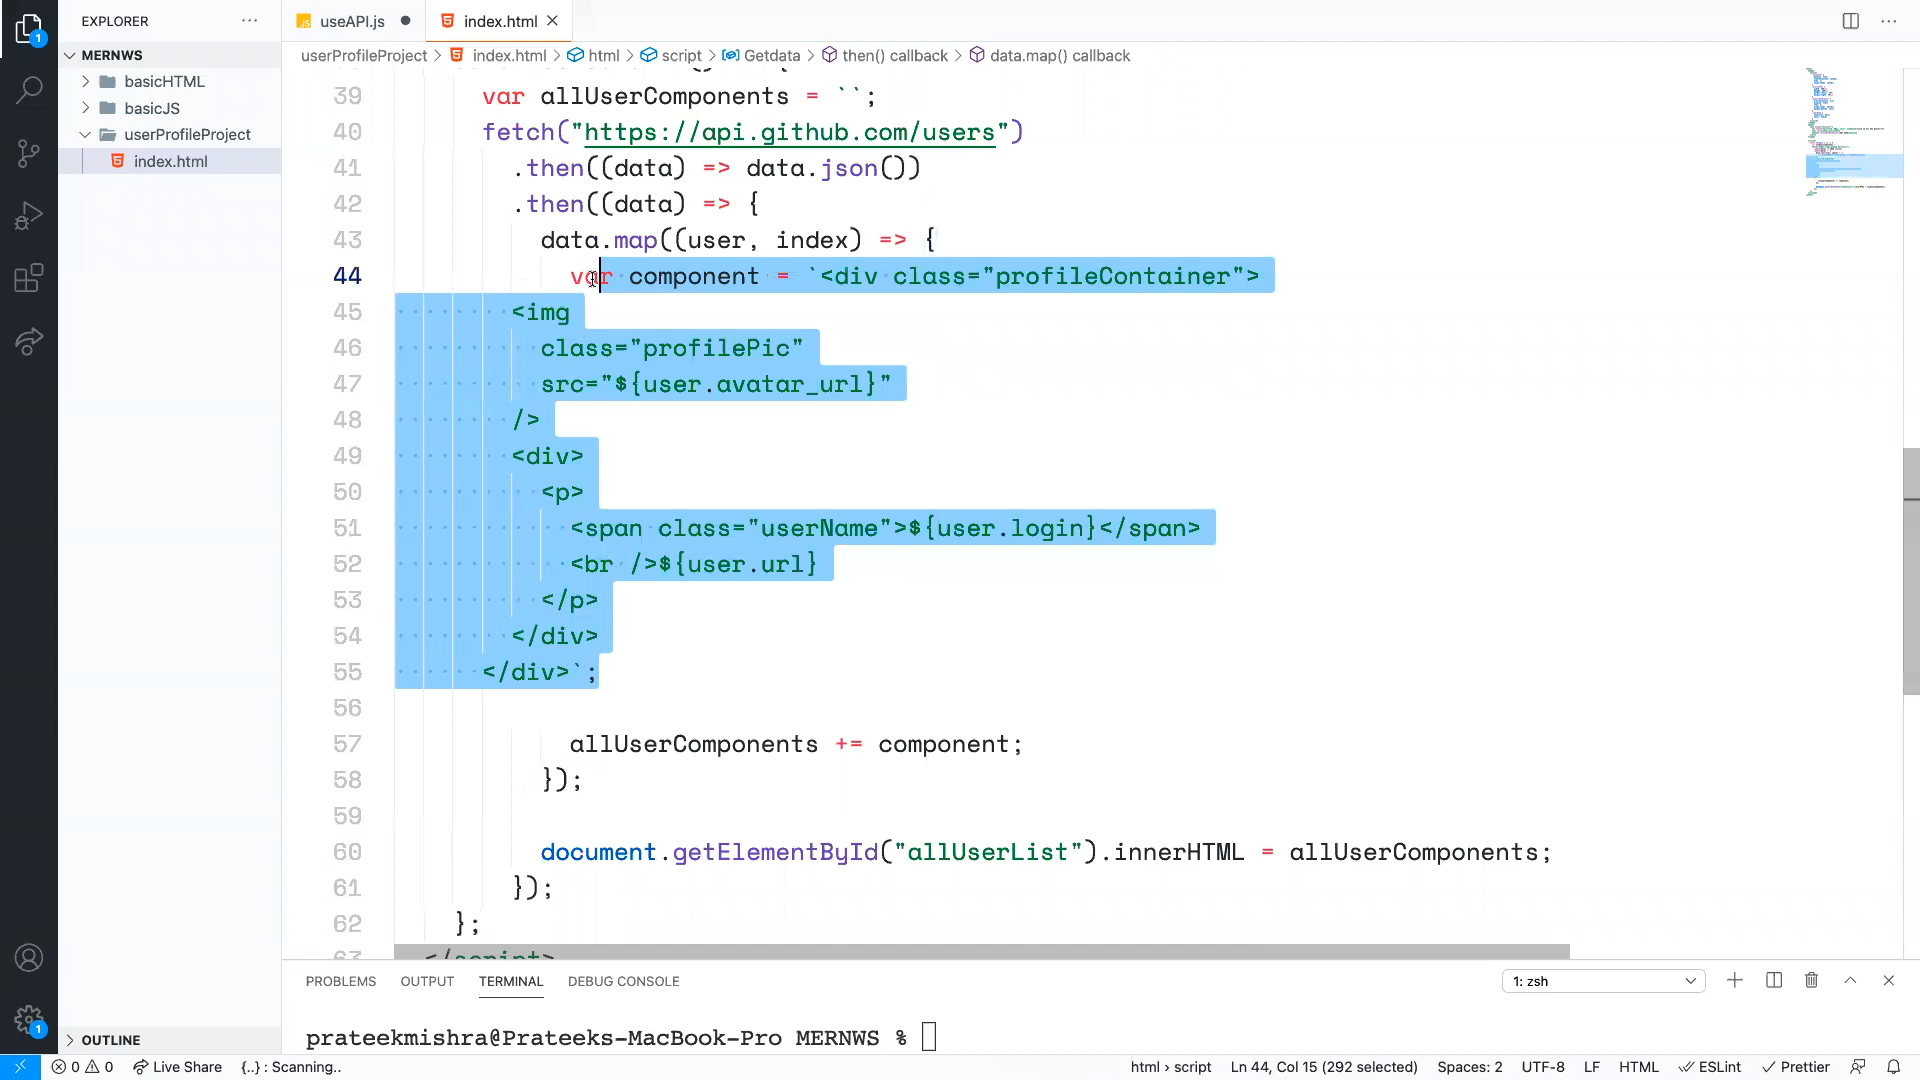 EXPLORER
useAPI.js
index.html
MERNWS
userProfileProject > index.html > html > script > Getdata > then() callback > data.map() callback
basicHTML
basicJS
userProfileProject
index.html
39 var allUserComponents = ``;
40 fetch("https://api.github.com/users")
41 .then((data) => data.json())
42 .then((data) => {
43 data.map((user, index) => {
44 var component = `<div class="profileContainer">
45 <img
46 class="profilePic"
47 src="${user.avatar_url}"
48 />
49 <div>
50 <p>
51 <span class="userName">${user.login}</span>
52 <br />${user.url}
53 </p>
54 </div>
55 </div>`;
56
57 allUserComponents += component;
58 });
59
60 document.getElementById("allUserList").innerHTML = allUserComponents;
61 });
62 };
63 </script>
PROBLEMS OUTPUT TERMINAL DEBUG CONSOLE 1: zsh
prateekmishra@Prateeks-MacBook-Pro MERNWS %
OUTLINE
0 0 Live Share {..} : Scanning.. html › script Ln 44, Col 15 (292 selected) Spaces: 2 UTF-8 LF HTML ESLint Prettier
1
1